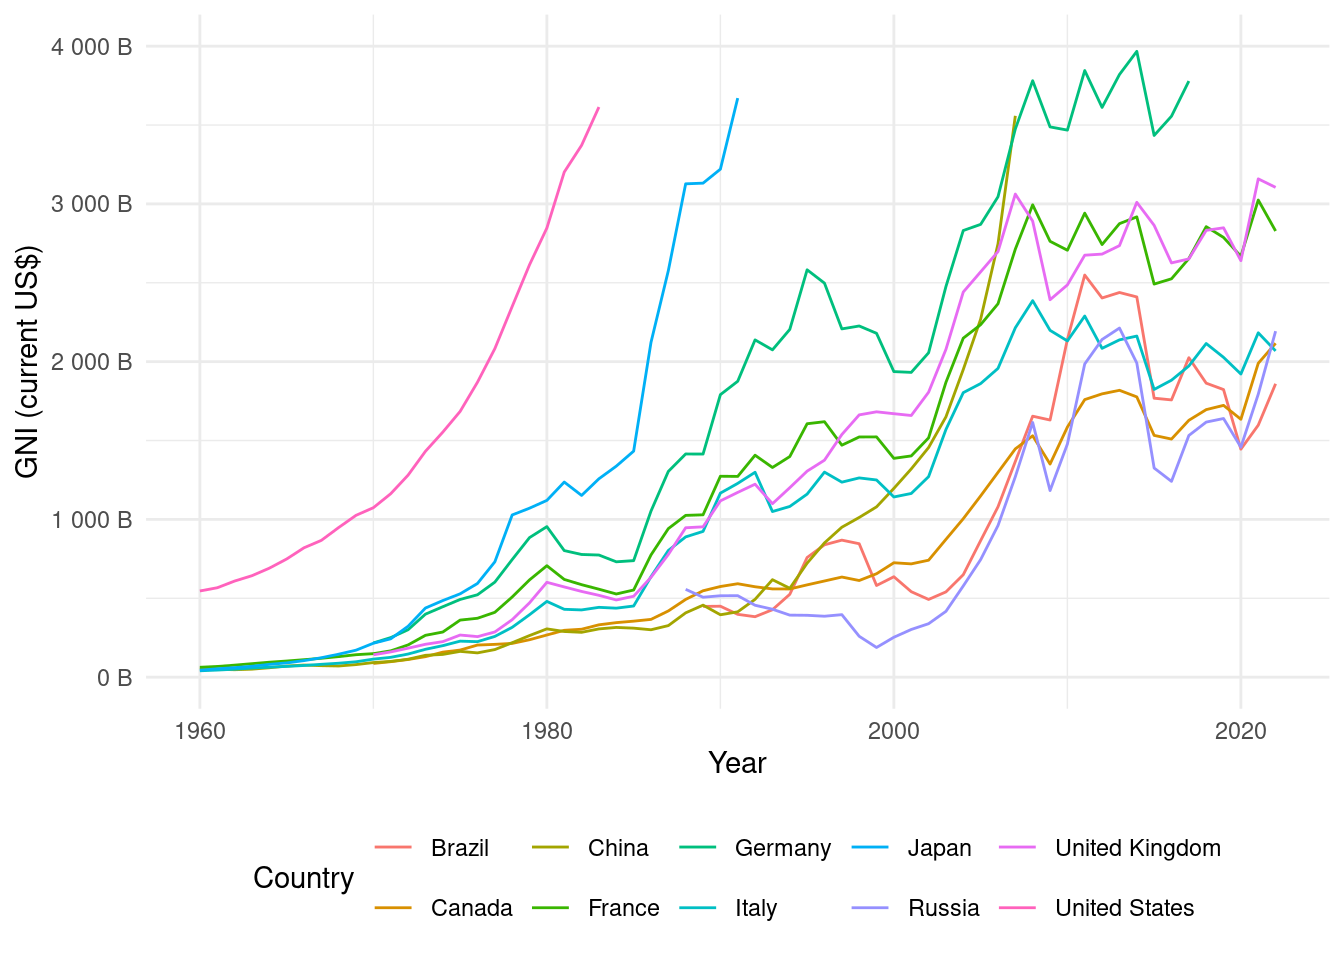 4 000 B
3 000 B
2 000 B
1 000 B
0 B
GNI (current US$)
1960 1980 2000 2020
Year
Country
Brazil China Germany Japan United Kingdom
Canada France Italy Russia United States